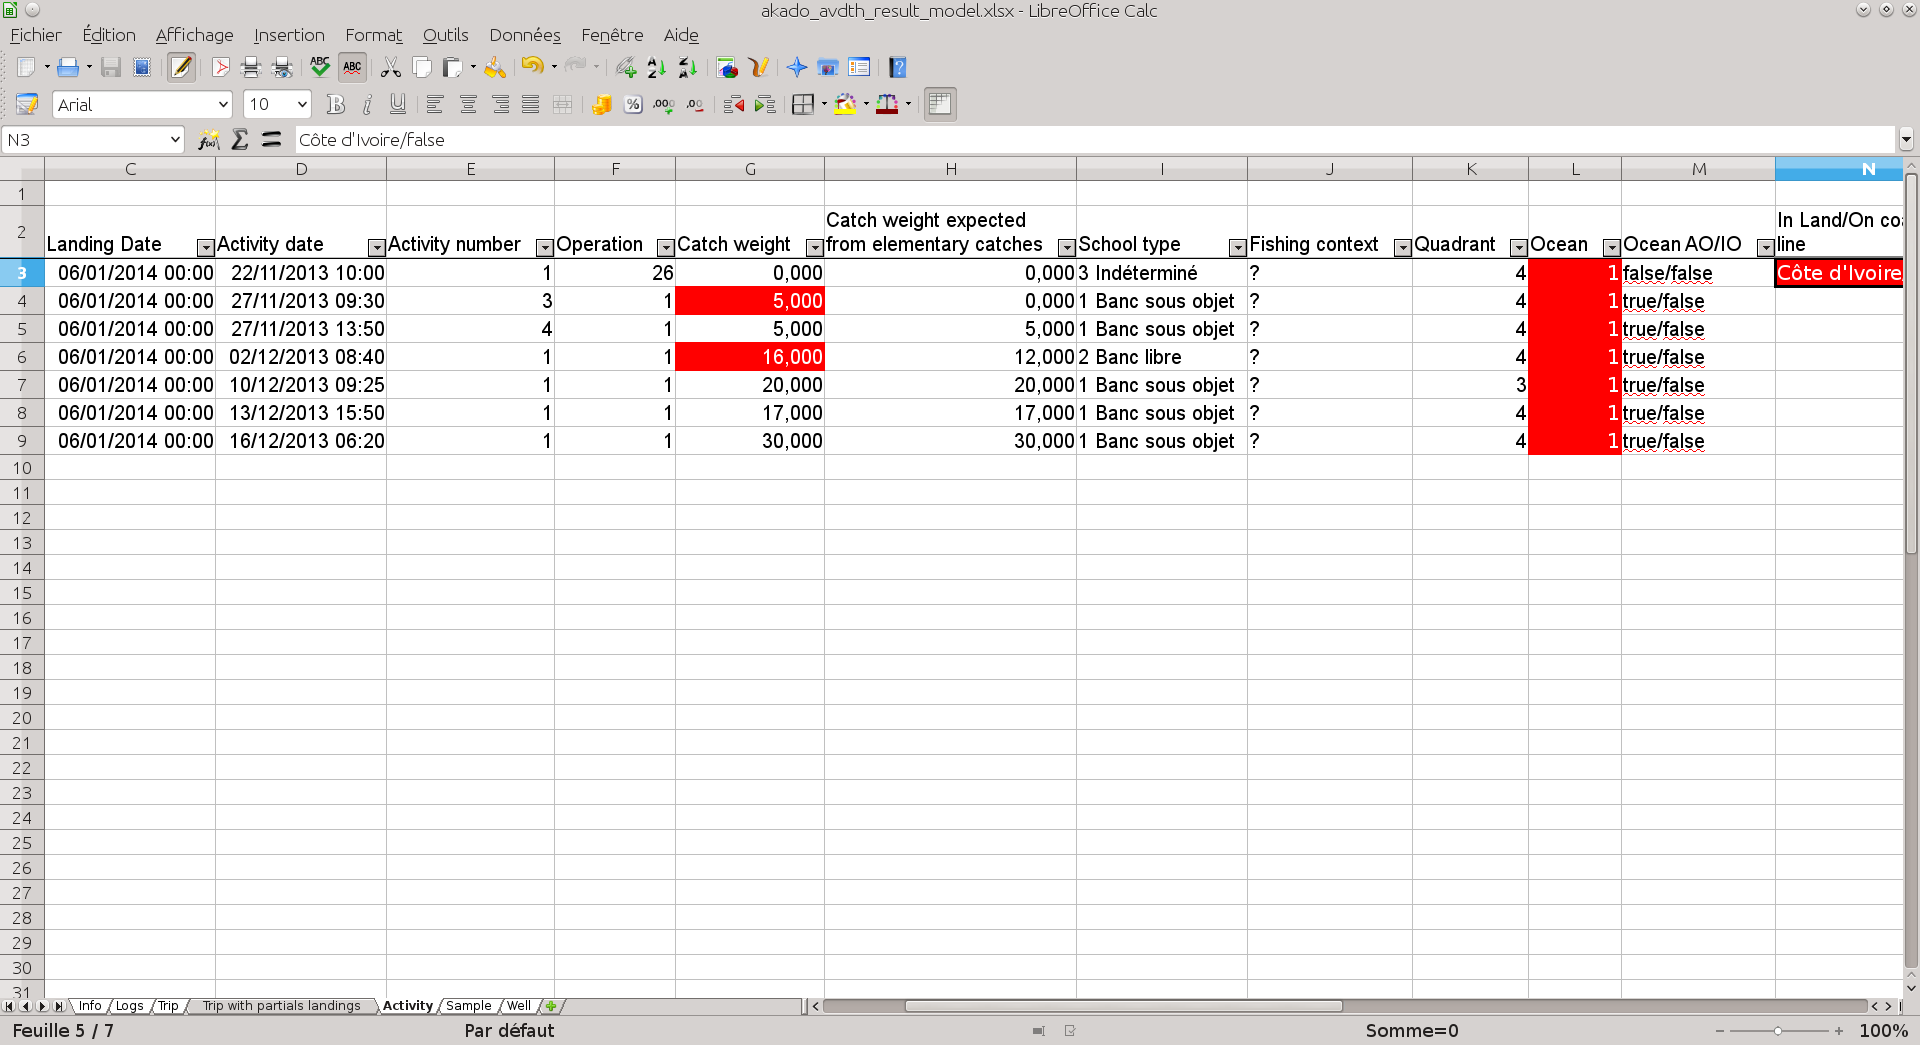 akado_avdth_result_model.xlsx - LibreOffice Calc
Fichier Édition Affichage Insertion Format Outils Données Fenêtre Aide
ABC ABC
Arial 10
N3 Côte d'Ivoire/false
C D E F G H I J K L M N
1
2 Landing Date Activity date Activity number Operation Catch weight Catch weight expected from elementary catches School type Fishing context Quadrant Ocean Ocean AO/IO In Land/On coa line
3 06/01/2014 00:00 22/11/2013 10:00 1 26 0,000 0,000 3 Indéterminé ? 4 1 false/false Côte d'Ivoire/
4 06/01/2014 00:00 27/11/2013 09:30 3 1 5,000 0,000 1 Banc sous objet ? 4 1 true/false
5 06/01/2014 00:00 27/11/2013 13:50 4 1 5,000 5,000 1 Banc sous objet ? 4 1 true/false
6 06/01/2014 00:00 02/12/2013 08:40 1 1 16,000 12,000 2 Banc libre ? 4 1 true/false
7 06/01/2014 00:00 10/12/2013 09:25 1 1 20,000 20,000 1 Banc sous objet ? 3 1 true/false
8 06/01/2014 00:00 13/12/2013 15:50 1 1 17,000 17,000 1 Banc sous objet ? 4 1 true/false
9 06/01/2014 00:00 16/12/2013 06:20 1 1 30,000 30,000 1 Banc sous objet ? 4 1 true/false
10
11
12
13
14
15
16
17
18
19
20
21
22
23
24
25
26
27
28
29
30
31
Info Logs Trip Trip with partials landings Activity Sample Well
Feuille 5 / 7 Par défaut Somme=0 100%